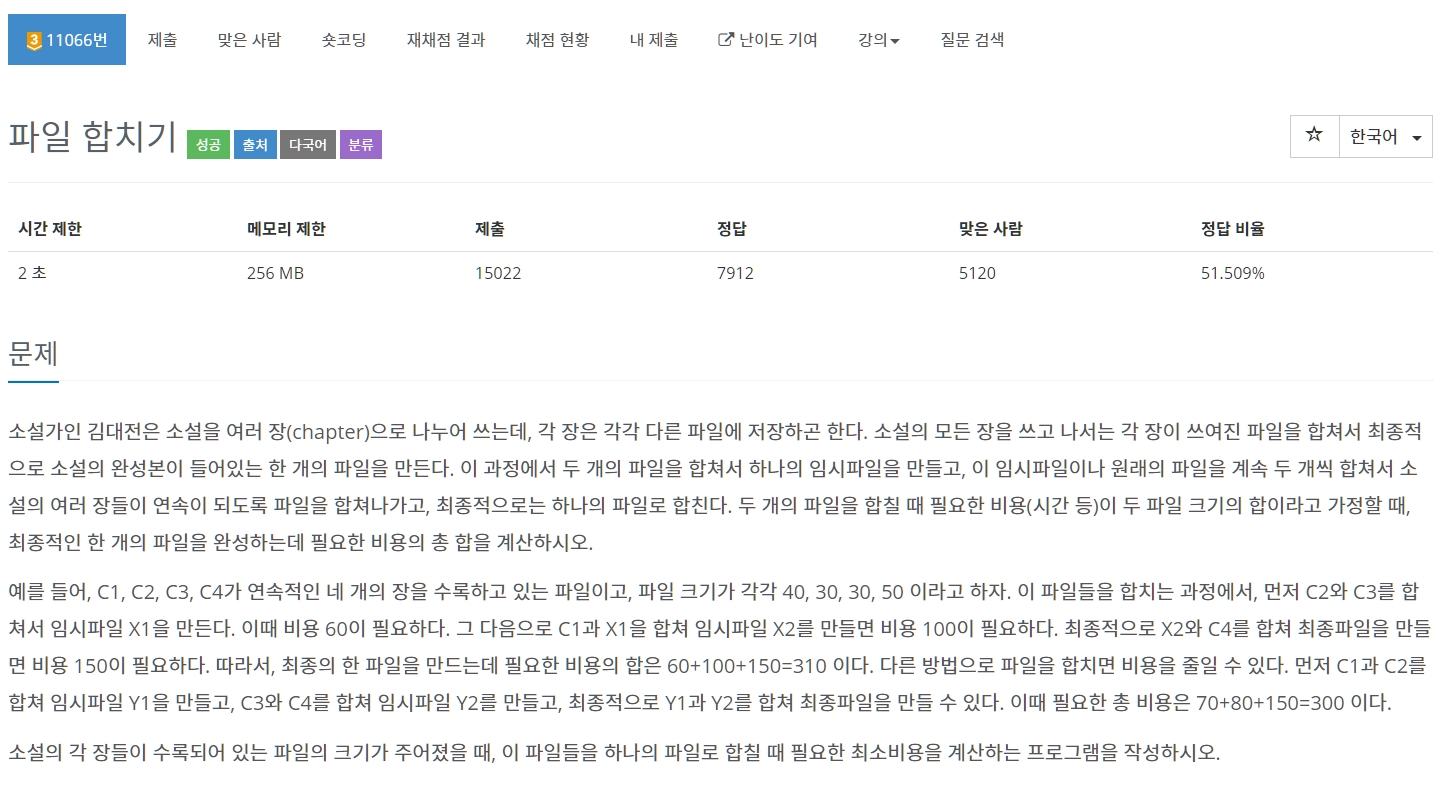 3 11066번 제출 맞은 사람 숏코딩 재채점 결과 채점 현황 내 제출 난이도 기여 강의 질문 검색
파일 합치기 성공 출처 다국어 분류 한국어
시간 제한 메모리 제한 제출 정답 맞은 사람 정답 비율
2 초 256 MB 15022 7912 5120 51.509%
문제
소설가인 김대전은 소설을 여러 장(chapter)으로 나누어 쓰는데, 각 장은 각각 다른 파일에 저장하곤 한다. 소설의 모든 장을 쓰고 나서는 각 장이 쓰여진 파일을 합쳐서 최종적
으로 소설의 완성본이 들어있는 한 개의 파일을 만든다. 이 과정에서 두 개의 파일을 합쳐서 하나의 임시파일을 만들고, 이 임시파일이나 원래의 파일을 계속 두 개씩 합쳐서 소
설의 여러 장들이 연속이 되도록 파일을 합쳐나가고, 최종적으로는 하나의 파일로 합친다. 두 개의 파일을 합칠 때 필요한 비용(시간 등)이 두 파일 크기의 합이라고 가정할 때,
최종적인 한 개의 파일을 완성하는데 필요한 비용의 총 합을 계산하시오.
예를 들어, C1, C2, C3, C4가 연속적인 네 개의 장을 수록하고 있는 파일이고, 파일 크기가 각각 40, 30, 30, 50 이라고 하자. 이 파일들을 합치는 과정에서, 먼저 C2와 C3를 합
쳐서 임시파일 X1을 만든다. 이때 비용 60이 필요하다. 그 다음으로 C1과 X1을 합쳐 임시파일 X2를 만들면 비용 100이 필요하다. 최종적으로 X2와 C4를 합쳐 최종파일을 만들
면 비용 150이 필요하다. 따라서, 최종의 한 파일을 만드는데 필요한 비용의 합은 60+100+150=310 이다. 다른 방법으로 파일을 합치면 비용을 줄일 수 있다. 먼저 C1과 C2를
합쳐 임시파일 Y1을 만들고, C3와 C4를 합쳐 임시파일 Y2를 만들고, 최종적으로 Y1과 Y2를 합쳐 최종파일을 만들 수 있다. 이때 필요한 총 비용은 70+80+150=300 이다.
소설의 각 장들이 수록되어 있는 파일의 크기가 주어졌을 때, 이 파일들을 하나의 파일로 합칠 때 필요한 최소비용을 계산하는 프로그램을 작성하시오.